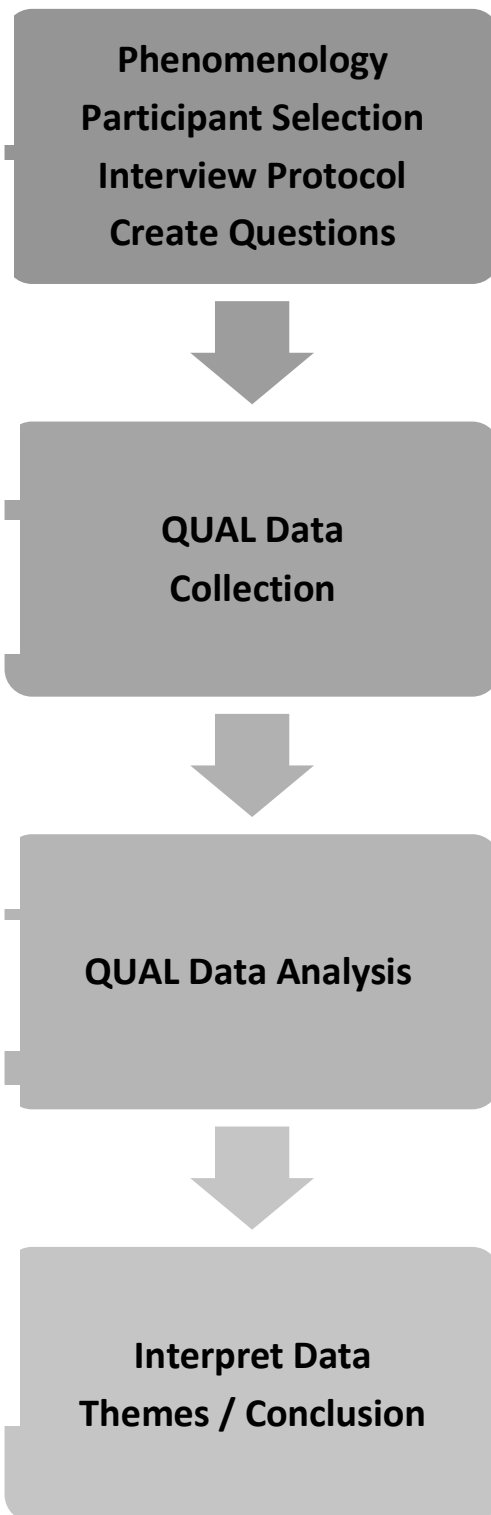 Phenomenology
Participant Selection
Interview Protocol
Create Questions
QUAL Data
Collection
QUAL Data Analysis
Interpret Data
Themes / Conclusion